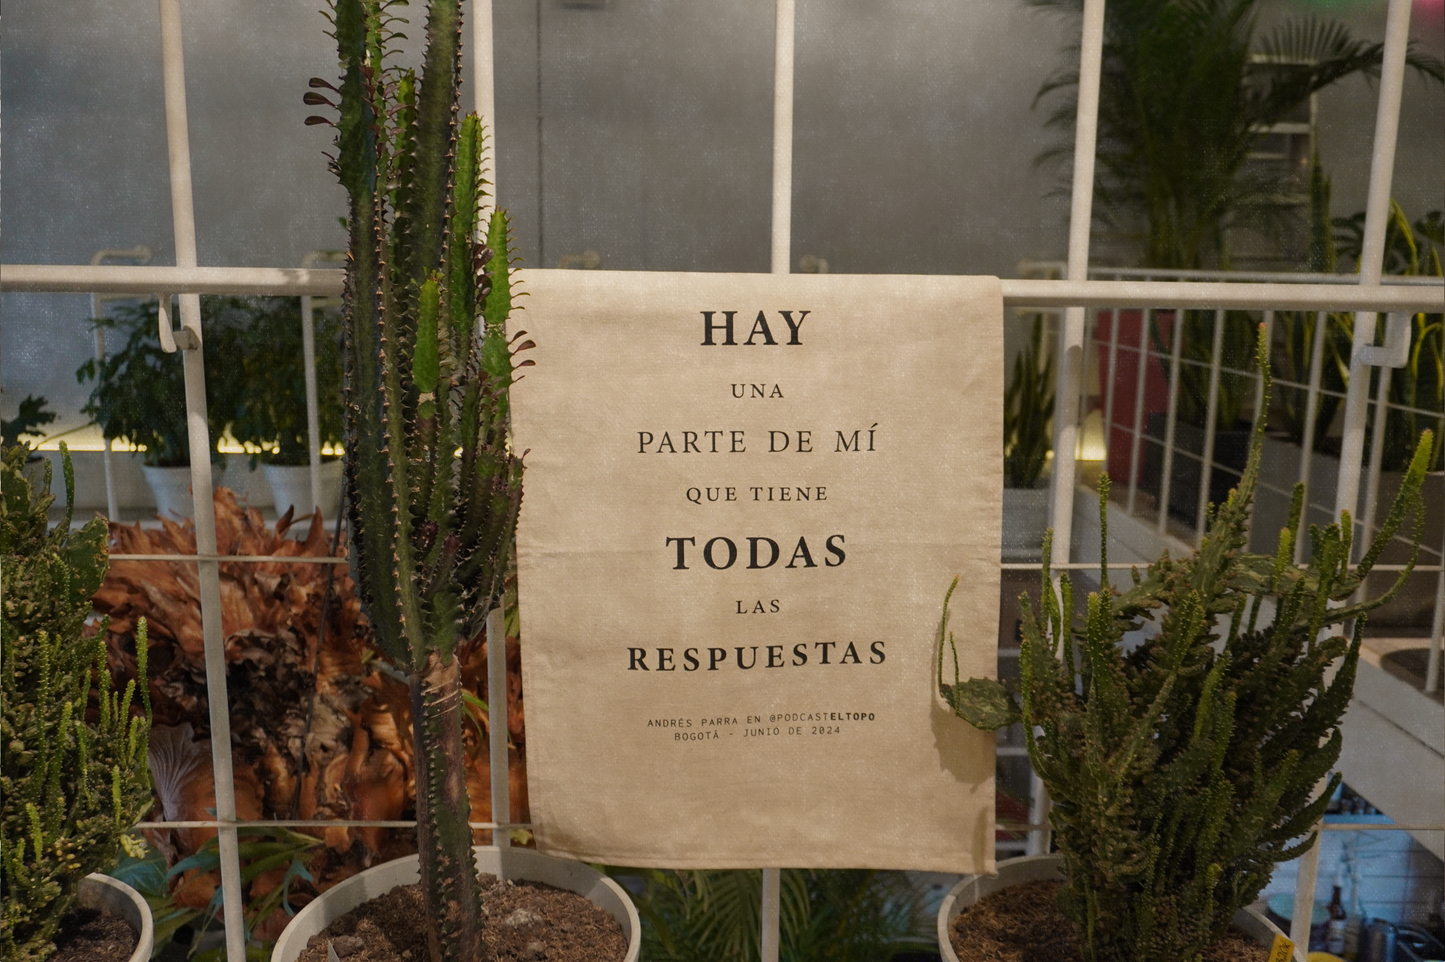 HAY
UNA
PARTE DE MÍ
QUE TIENE
TODAS
LAS
RESPUESTAS
ANDRÉS PARRA EN @PODCASTELTOPO
BOGOTÁ - JUNIO DE 2024